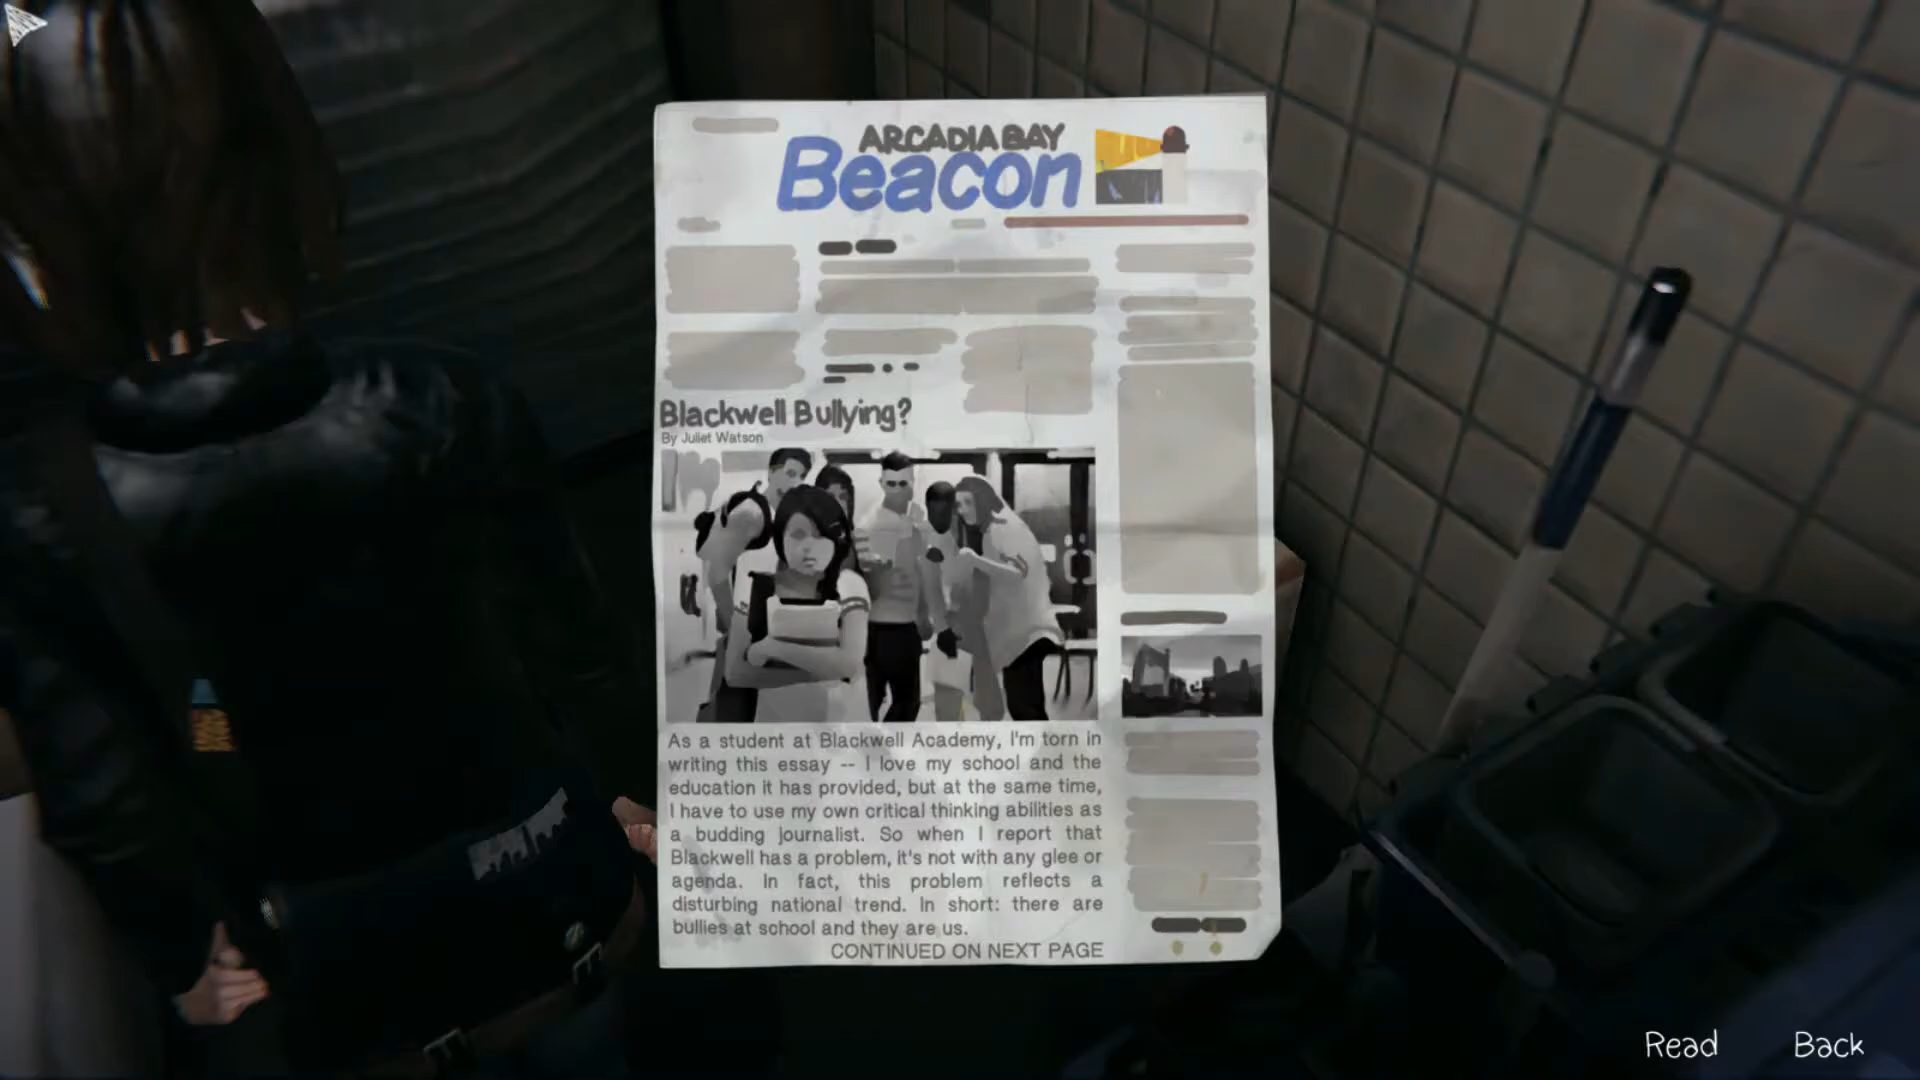 ARCADIA BAY
Beacon
Blackwell Bullying?
By Juliet Watson
As a student at Blackwell Academy, I'm torn in
writing this essay -- I love my school and the
education it has provided, but at the same time,
I have to use my own critical thinking abilities as
a budding journalist. So when I report that
Blackwell has a problem, it's not with any glee or
agenda. In fact, this problem reflects a
disturbing national trend. In short: there are
bullies at school and they are us.
CONTINUED ON NEXT PAGE
Read
Back